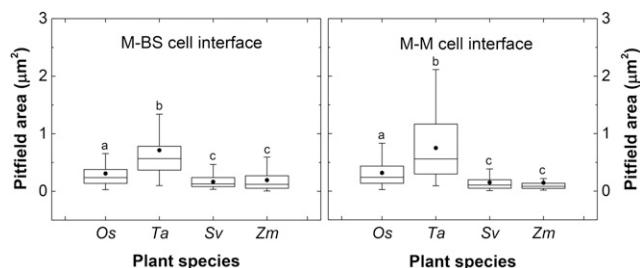 M-BS cell interface
M-M cell interface
Pitfield area (μm²)
3
2
1
0
a
b
c
c
a
b
c
c
3
2
1
0
Pitfield area (μm²)
Os Ta Sv Zm
Os Ta Sv Zm
Plant species
Plant species